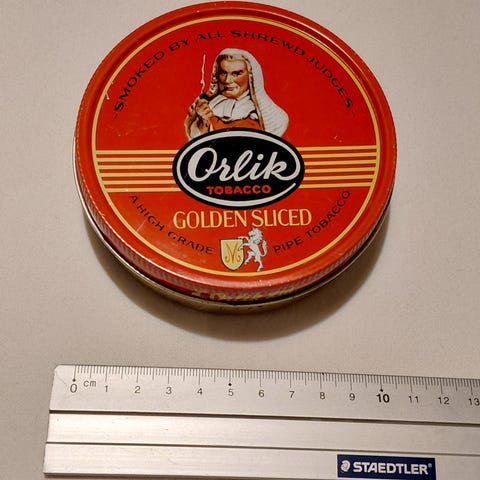 - SMOKED BY ALL SHREWD JUDGES -
Orlik
TOBACCO
GOLDEN SLICED
A HIGH GRADE PIPE TOBACCO
M
0 cm 1 2 3 4 5 6 7 8 9 10 11 12 13
STAEDTLER®